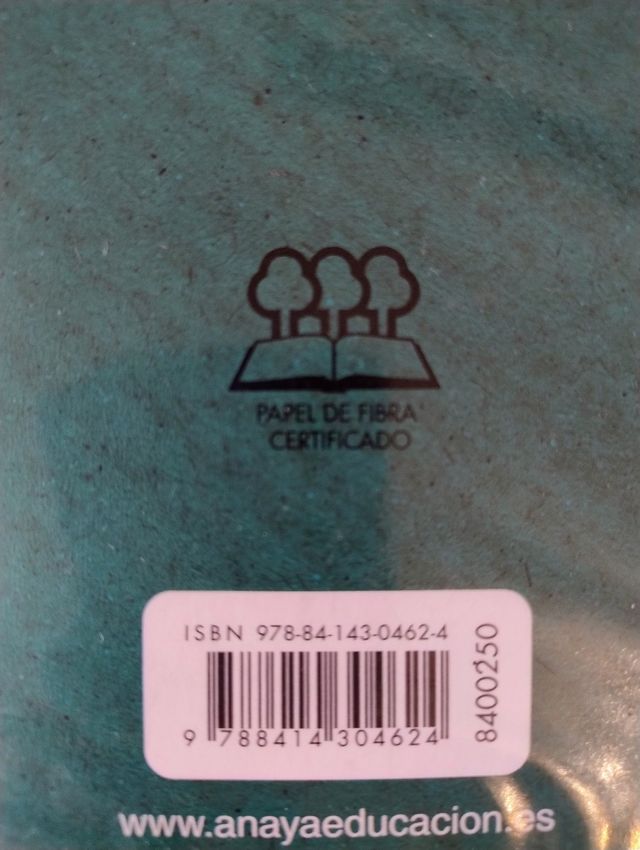 PAPEL DE FIBRA
CERTIFICADO
ISBN 978-84-143-0462-4
9 788414 304624
8400250
www.anayaeducacion.es